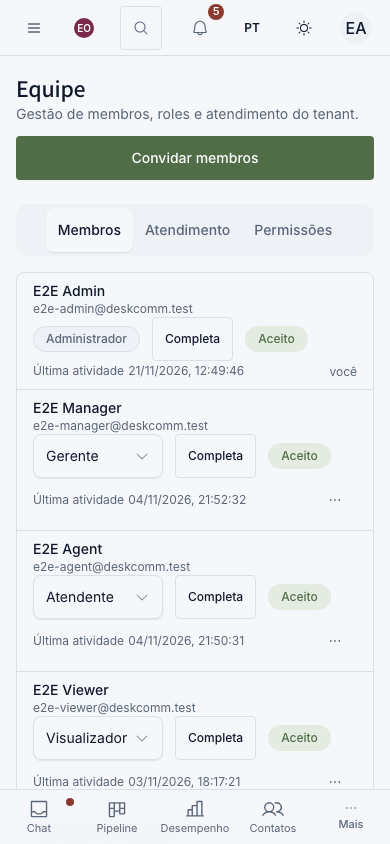 EO
5
PT
EA
Equipe
Gestão de membros, roles e atendimento do tenant.
Convidar membros
Membros Atendimento Permissões
E2E Admin
e2e-admin@deskcomm.test
Administrador Completa Aceito
Última atividade 21/11/2026, 12:49:46 você
E2E Manager
e2e-manager@deskcomm.test
Gerente Completa Aceito
Última atividade 04/11/2026, 21:52:32 ...
E2E Agent
e2e-agent@deskcomm.test
Atendente Completa Aceito
Última atividade 04/11/2026, 21:50:31 ...
E2E Viewer
e2e-viewer@deskcomm.test
Visualizador Completa Aceito
Última atividade 03/11/2026, 18:17:21 ...
Chat Pipeline Desempenho Contatos Mais